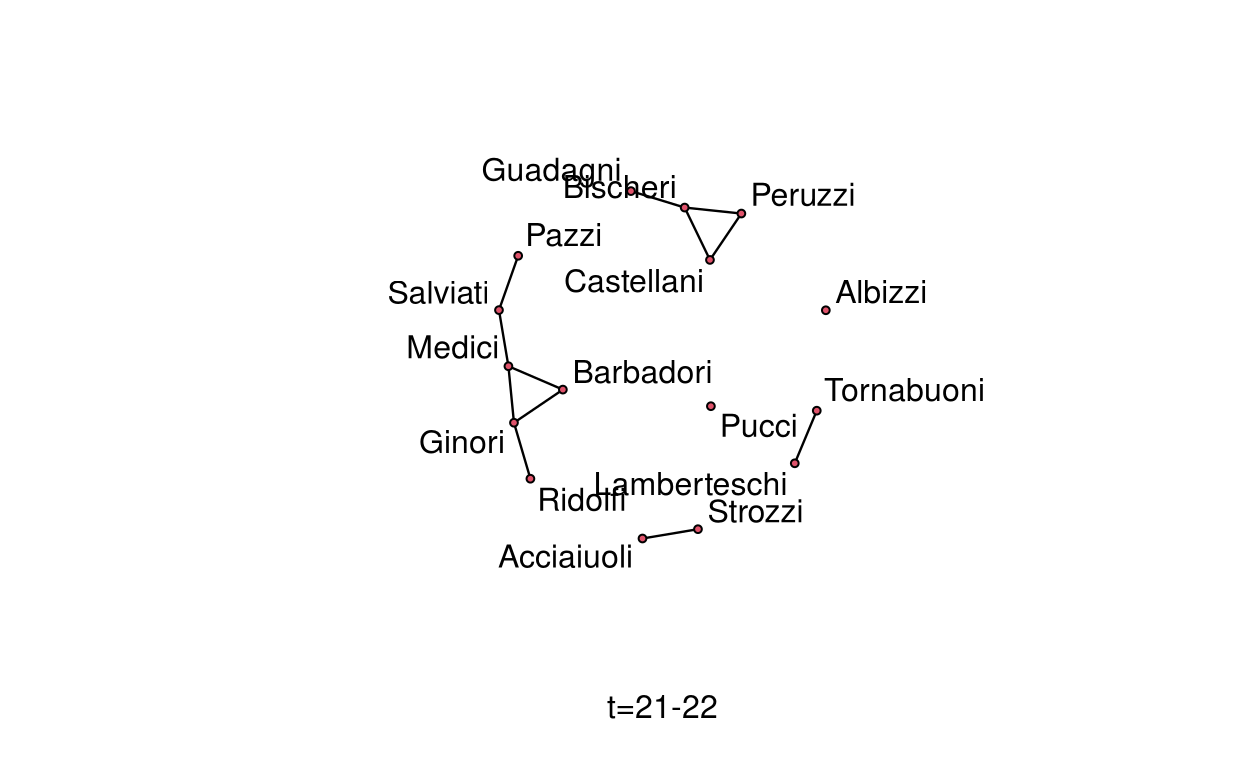 Guadagni
Bischeri
Peruzzi
Pazzi
Castellani
Salviati
Albizzi
Medici
Barbadori
Tornabuoni
Pucci
Ginori
Lamberteschi
Ridolfi
Strozzi
Acciaiuoli
t=21-22